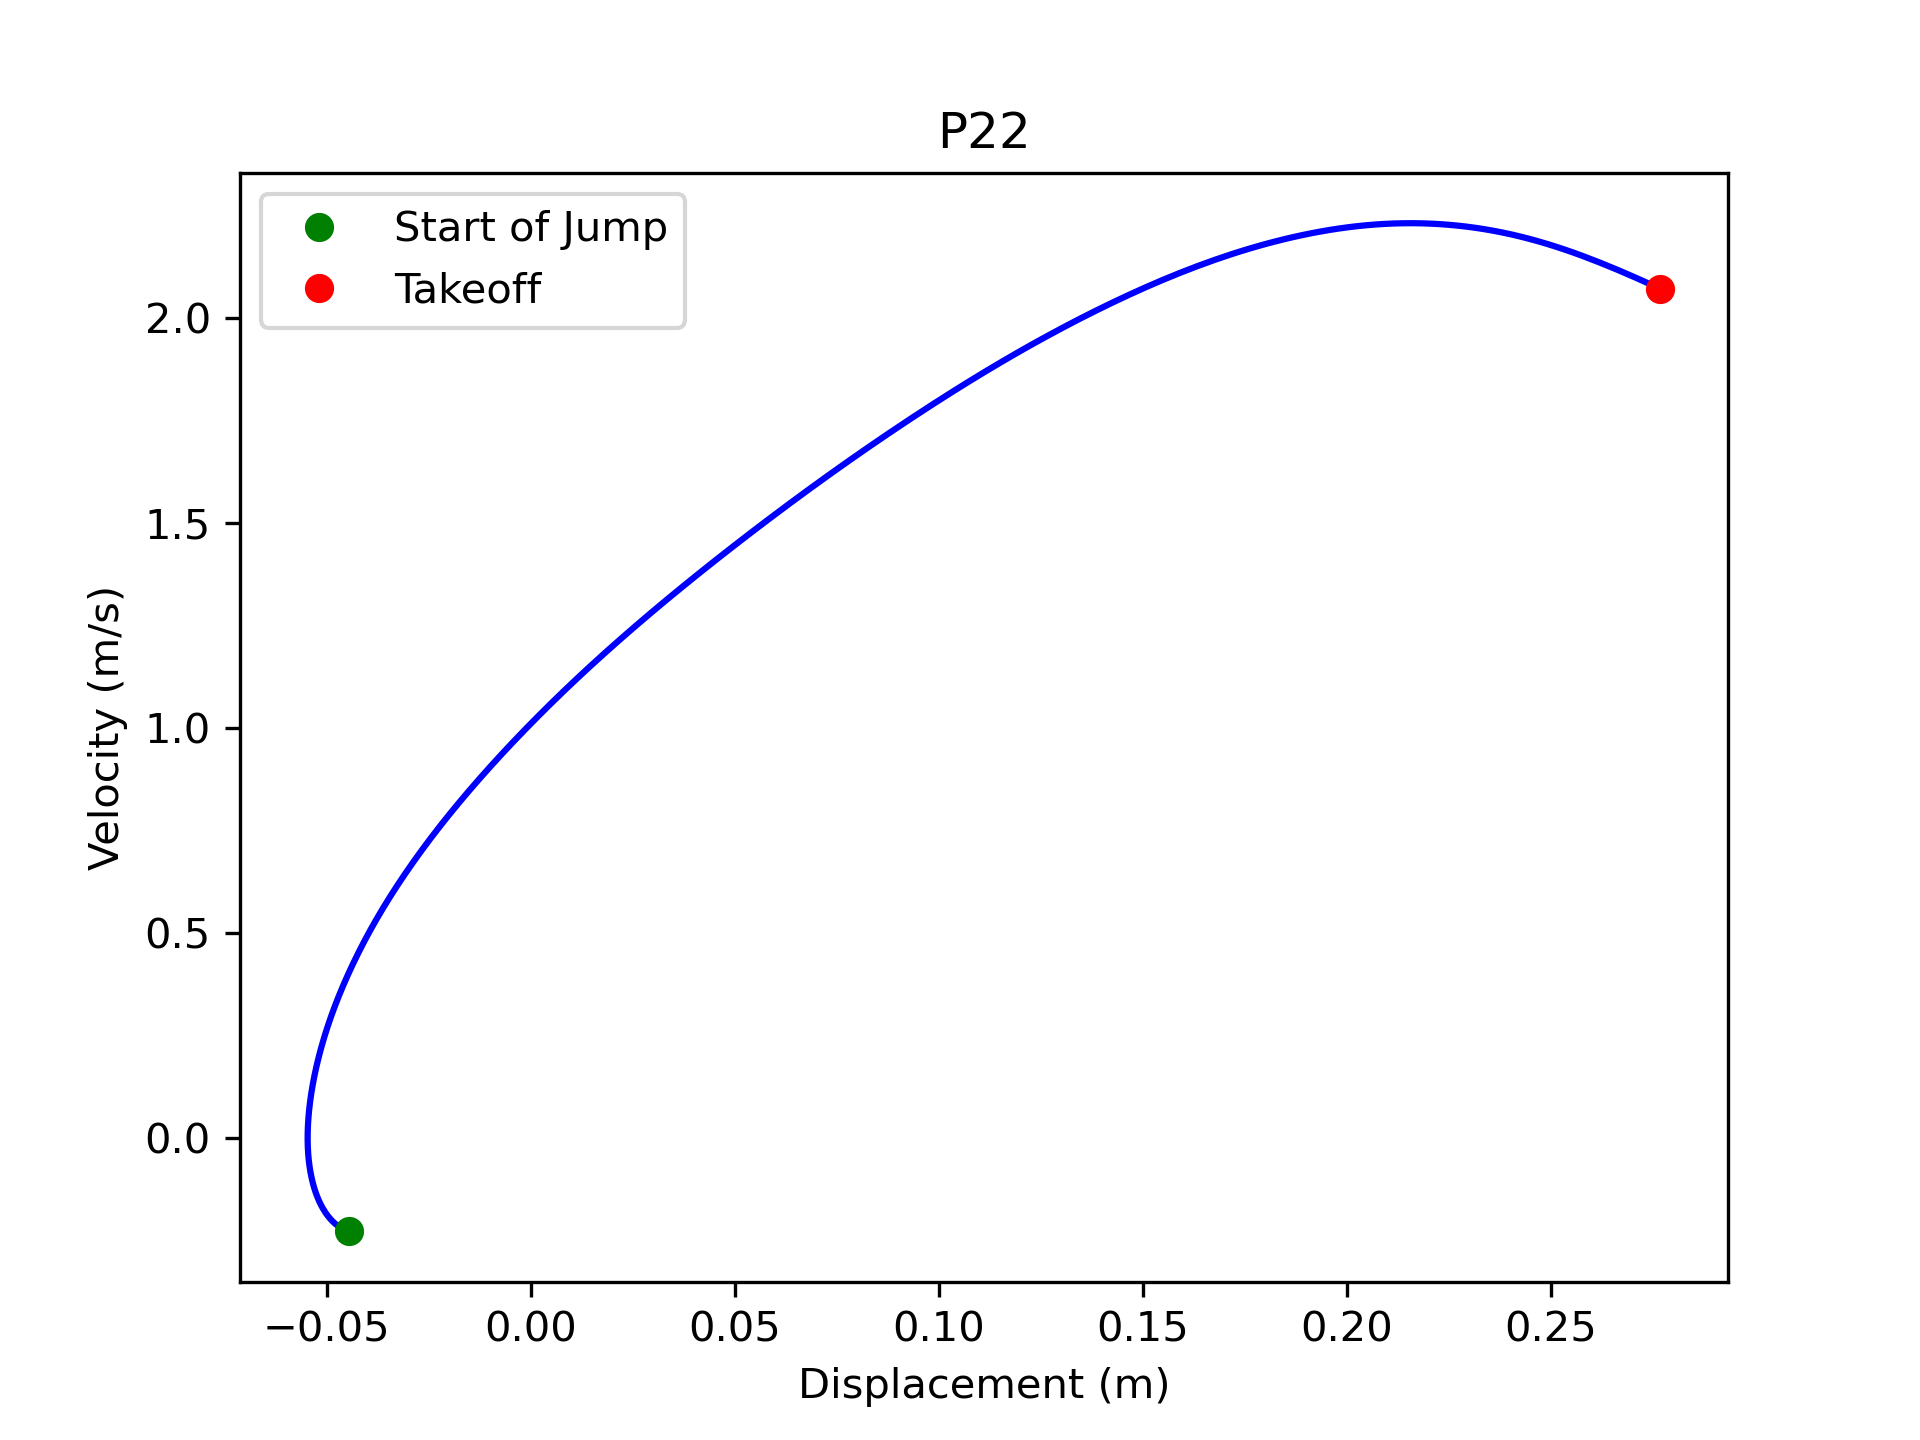 P22
Start of Jump
Takeoff
2.0
1.5
1.0
0.5
0.0
Velocity (m/s)
−0.05 0.00 0.05 0.10 0.15 0.20 0.25
Displacement (m)